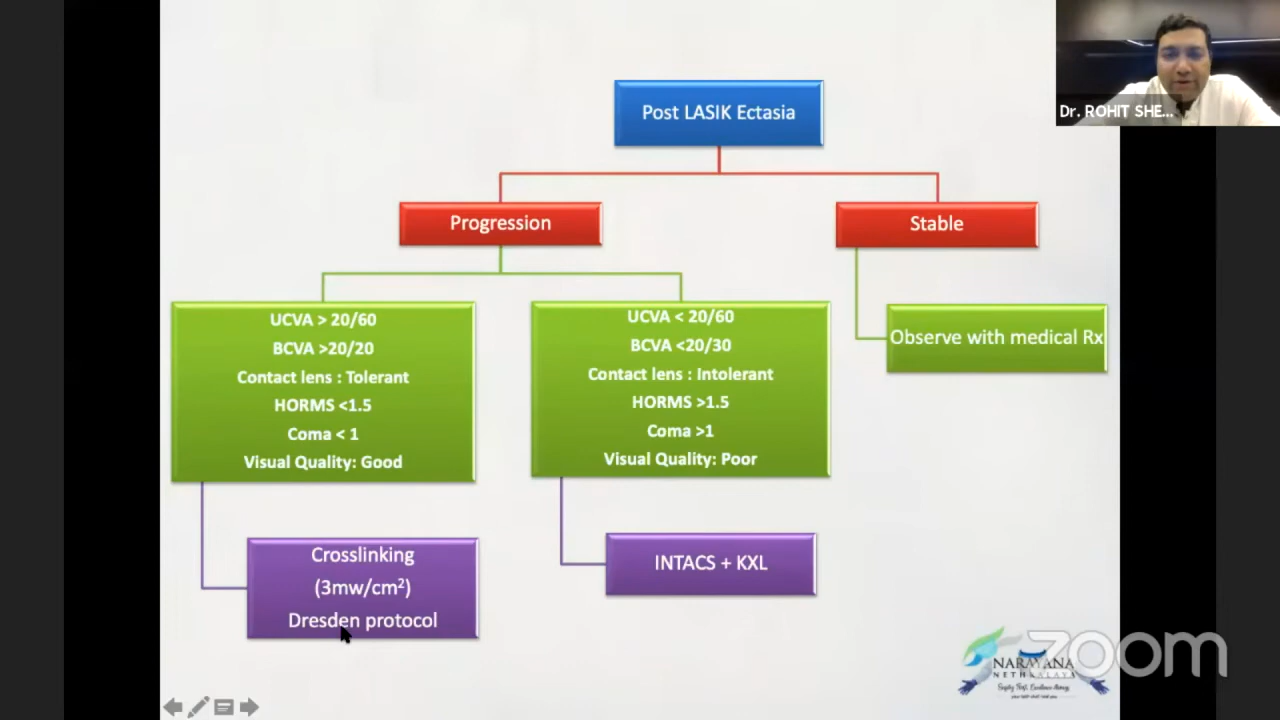 Dr. ROHIT SHE...
Post LASIK Ectasia
Progression
Stable
UCVA > 20/60
BCVA >20/20
Contact lens : Tolerant
HORMS <1.5
Coma < 1
Visual Quality: Good
UCVA < 20/60
BCVA <20/30
Contact lens : Intolerant
HORMS >1.5
Coma >1
Visual Quality: Poor
Observe with medical Rx
Crosslinking
(3mw/cm²)
Dresden protocol
INTACS + KXL
zoom
NARAYANA
NETHRALAYA